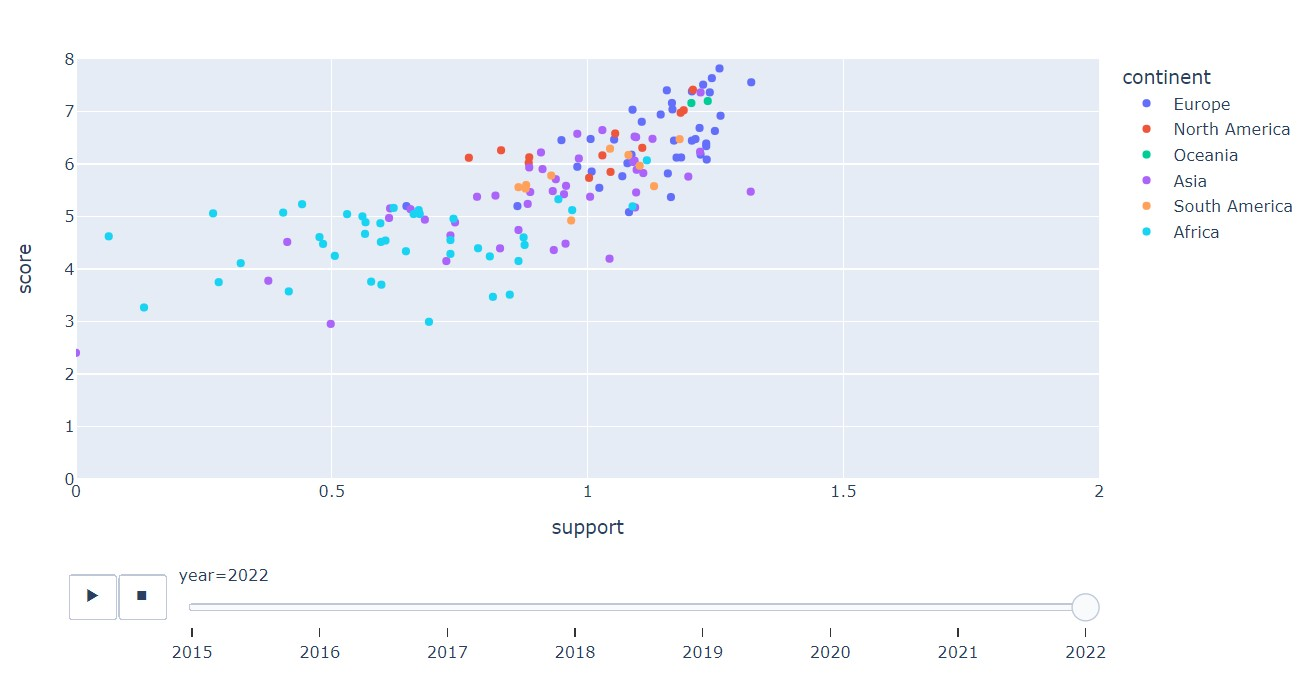 8
7
6
5
4
3
2
1
0
score
0 0.5 1 1.5 2
support
continent
Europe
North America
Oceania
Asia
South America
Africa
year=2022
2015 2016 2017 2018 2019 2020 2021 2022